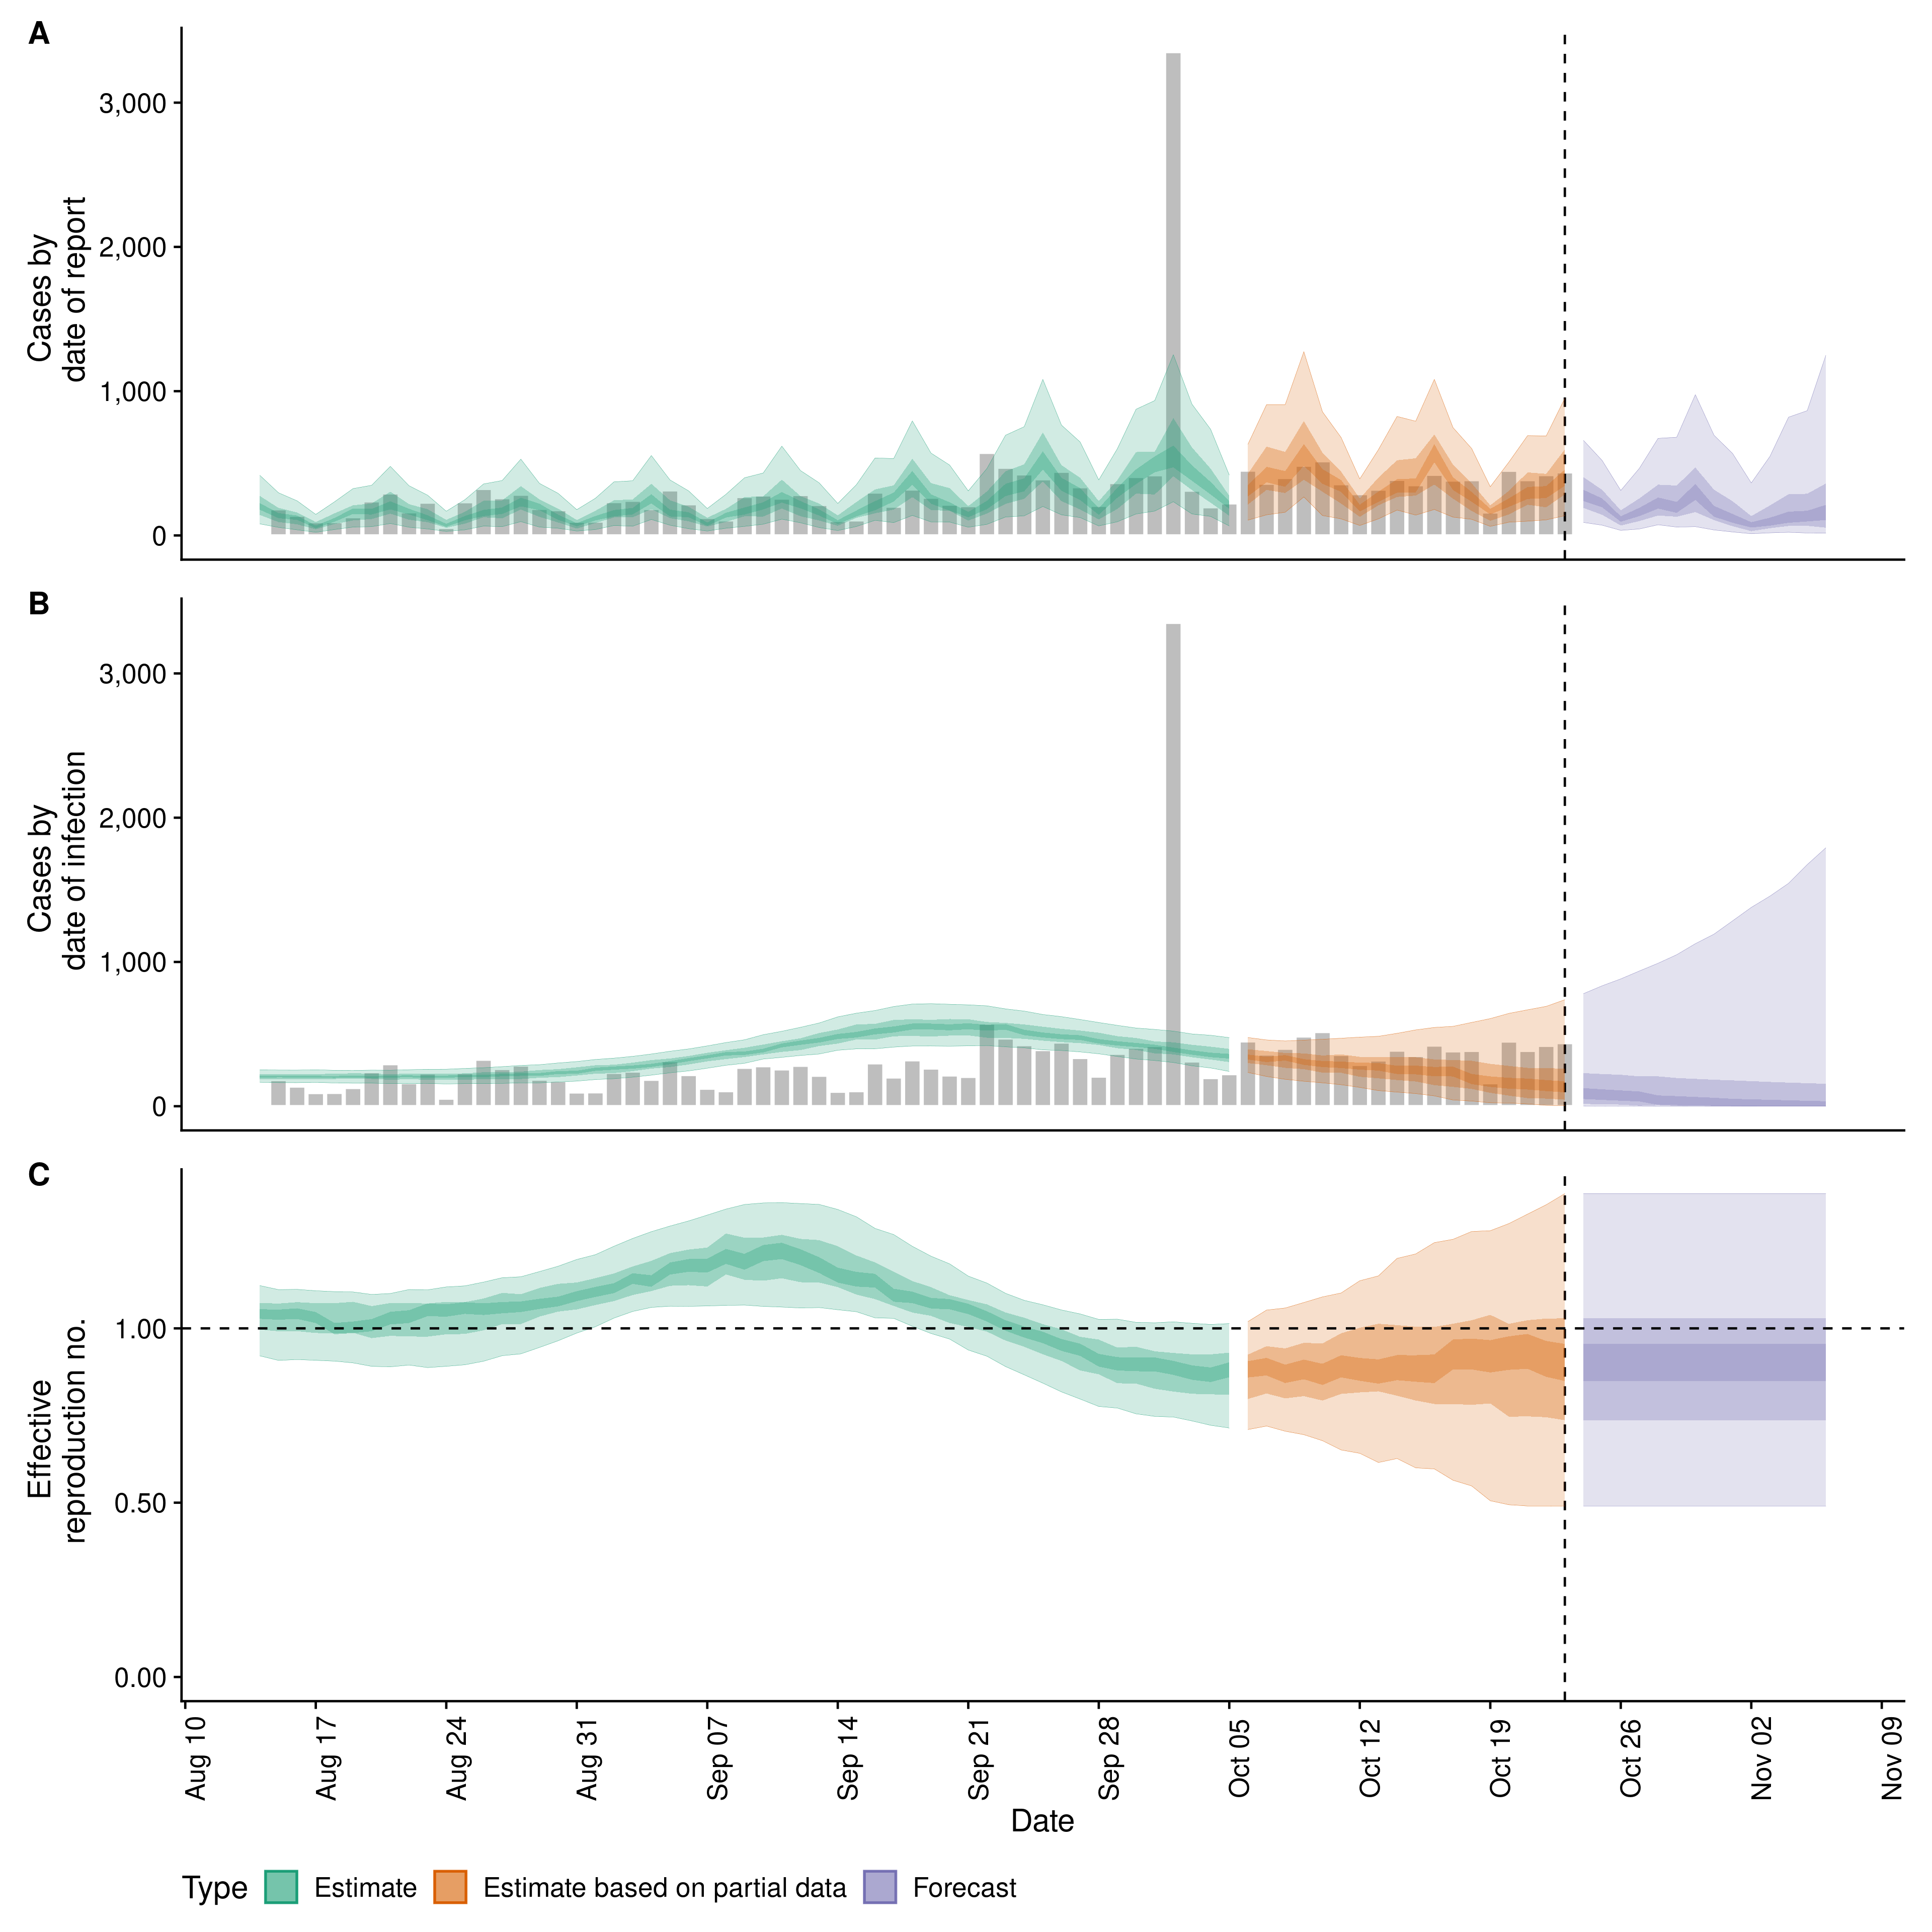 A
Cases by
date of report
3,000
2,000
1,000
0
B
Cases by
date of infection
3,000
2,000
1,000
0
C
Effective
reproduction no.
1.00
0.50
0.00
Aug 10
Aug 17
Aug 24
Aug 31
Sep 07
Sep 14
Sep 21
Sep 28
Oct 05
Oct 12
Oct 19
Oct 26
Nov 02
Nov 09
Date
Type Estimate Estimate based on partial data Forecast